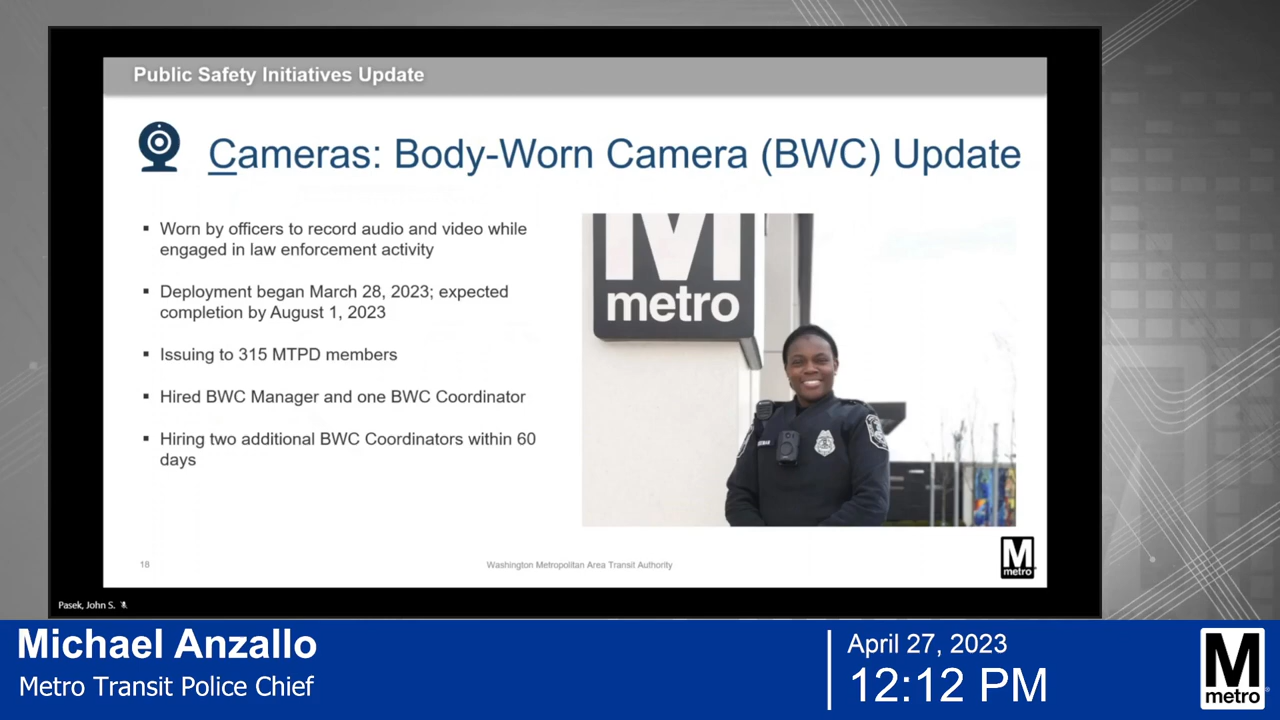 Public Safety Initiatives Update
Cameras: Body-Worn Camera (BWC) Update
▪ Worn by officers to record audio and video while
engaged in law enforcement activity
▪ Deployment began March 28, 2023; expected
completion by August 1, 2023
▪ Issuing to 315 MTPD members
▪ Hired BWC Manager and one BWC Coordinator
▪ Hiring two additional BWC Coordinators within 60
days
M
metro
18
Washington Metropolitan Area Transit Authority
M
metro
Pasek, John S.
Michael Anzallo
Metro Transit Police Chief
April 27, 2023
12:12 PM
M
metro